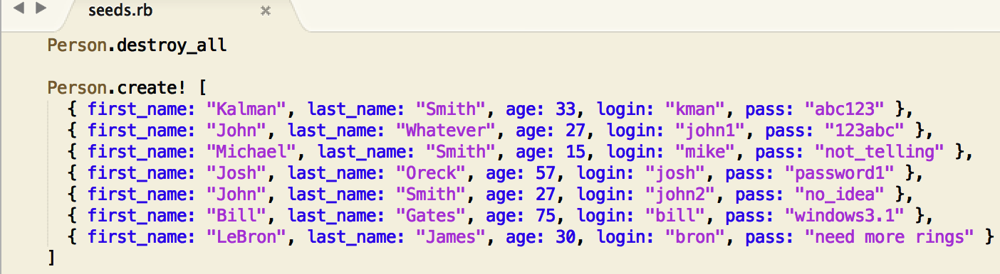 seeds.rb
Person.destroy_all
Person.create! [
{ first_name: "Kalman", last_name: "Smith", age: 33, login: "kman", pass: "abc123" },
{ first_name: "John", last_name: "Whatever", age: 27, login: "john1", pass: "123abc" },
{ first_name: "Michael", last_name: "Smith", age: 15, login: "mike", pass: "not_telling" },
{ first_name: "Josh", last_name: "Oreck", age: 57, login: "josh", pass: "password1" },
{ first_name: "John", last_name: "Smith", age: 27, login: "john2", pass: "no_idea" },
{ first_name: "Bill", last_name: "Gates", age: 75, login: "bill", pass: "windows3.1" },
{ first_name: "LeBron", last_name: "James", age: 30, login: "bron", pass: "need more rings" }
]